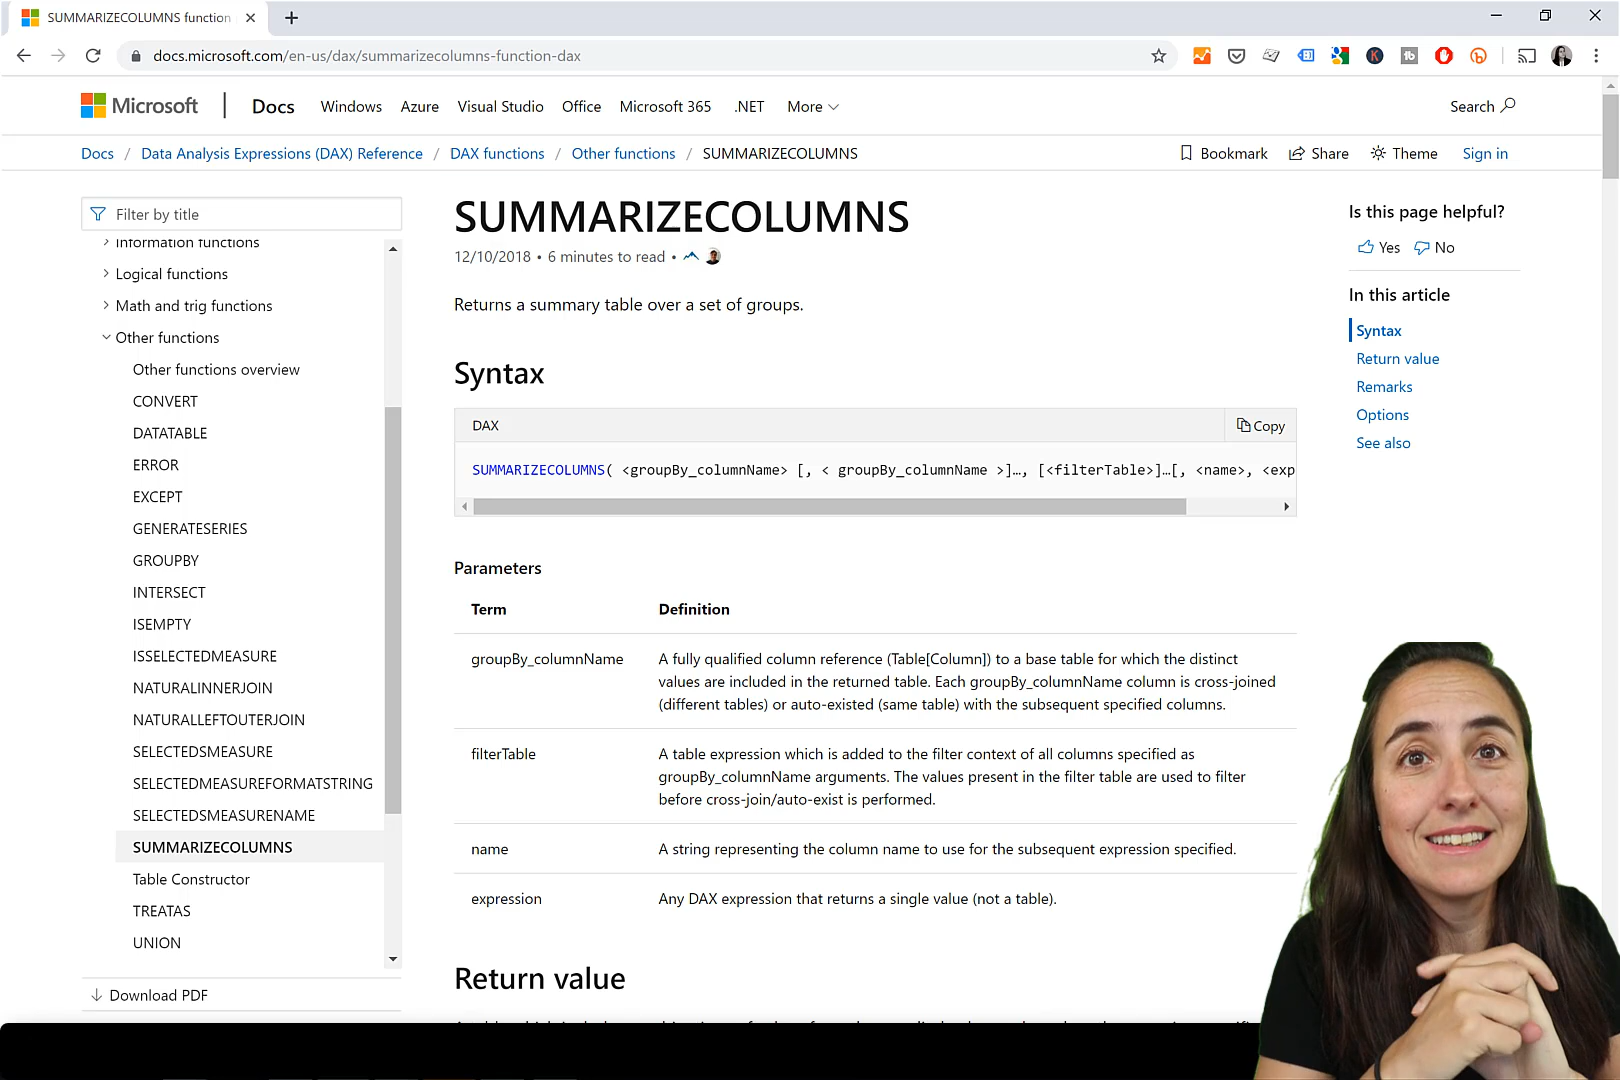 SUMMARIZECOLUMNS function
docs.microsoft.com/en-us/dax/summarizecolumns-function-dax
Microsoft
Docs Windows Azure Visual Studio Office Microsoft 365 .NET More
Search
Docs / Data Analysis Expressions (DAX) Reference / DAX functions / Other functions / SUMMARIZECOLUMNS
Bookmark Share Theme Sign in
Filter by title
Information functions
Logical functions
Math and trig functions
Other functions
Other functions overview
CONVERT
DATATABLE
ERROR
EXCEPT
GENERATESERIES
GROUPBY
INTERSECT
ISEMPTY
ISSELECTEDMEASURE
NATURALINNERJOIN
NATURALLEFTOUTERJOIN
SELECTEDSMEASURE
SELECTEDMEASUREFORMATSTRING
SELECTEDSMEASURENAME
SUMMARIZECOLUMNS
Table Constructor
TREATAS
UNION
Download PDF
SUMMARIZECOLUMNS
12/10/2018 • 6 minutes to read •
Returns a summary table over a set of groups.
Syntax
DAX
Copy
SUMMARIZECOLUMNS( <groupBy_columnName> [, < groupBy_columnName >]…, [<filterTable>]…[, <name>, <exp
Parameters
Term Definition
groupBy_columnName A fully qualified column reference (Table[Column]) to a base table for which the distinct
values are included in the returned table. Each groupBy_columnName column is cross-joined
(different tables) or auto-existed (same table) with the subsequent specified columns.
filterTable A table expression which is added to the filter context of all columns specified as
groupBy_columnName arguments. The values present in the filter table are used to filter
before cross-join/auto-exist is performed.
name A string representing the column name to use for the subsequent expression specified.
expression Any DAX expression that returns a single value (not a table).
Return value
Is this page helpful?
Yes No
In this article
Syntax
Return value
Remarks
Options
See also